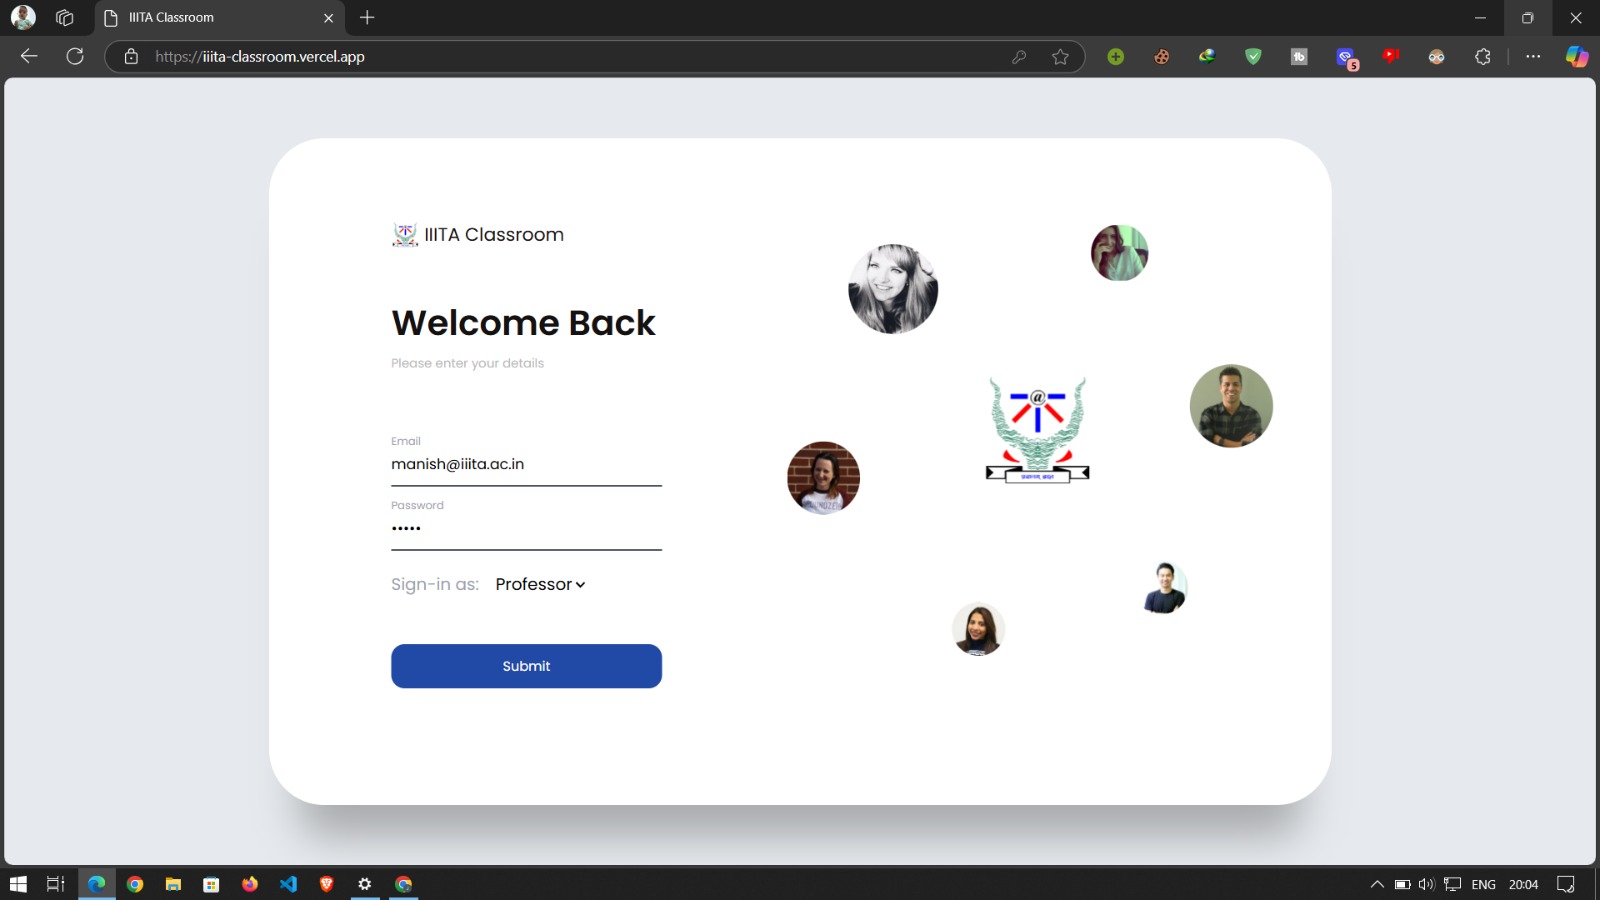 IIITA Classroom
https://iiita-classroom.vercel.app
5
IIITA Classroom
Welcome Back
Please enter your details
Email
manish@iiita.ac.in
Password
•••••
Sign-in as: Professor
Submit
@
ENG 20:04